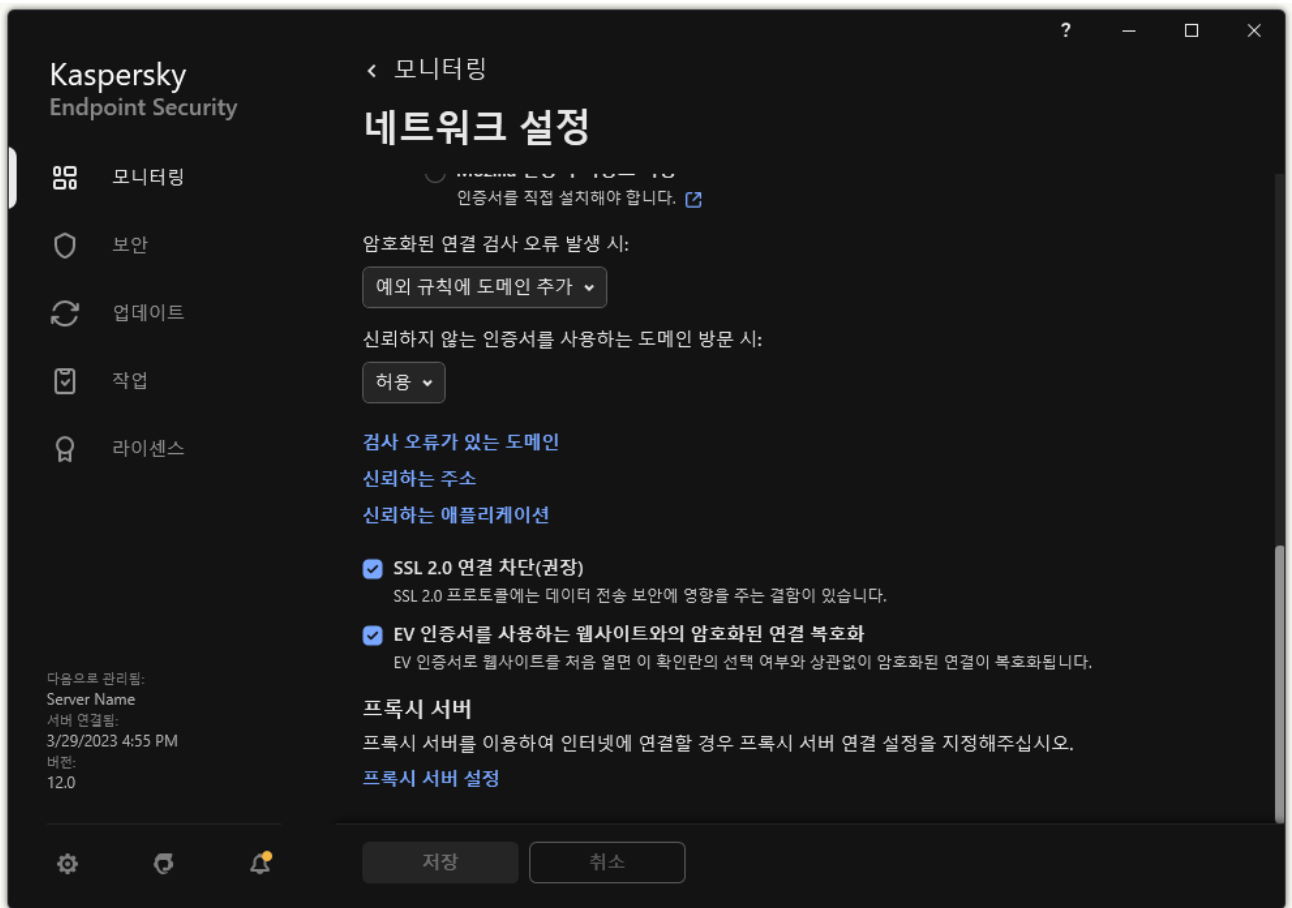 ?
Kaspersky
Endpoint Security
모니터링
보안
업데이트
작업
라이센스
다음으로 관리됨:
Server Name
서버 연결됨:
3/29/2023 4:55 PM
버전:
12.0
모니터링
네트워크 설정
인증서를 직접 설치해야 합니다.
암호화된 연결 검사 오류 발생 시:
예외 규칙에 도메인 추가
신뢰하지 않는 인증서를 사용하는 도메인 방문 시:
허용
검사 오류가 있는 도메인
신뢰하는 주소
신뢰하는 애플리케이션
SSL 2.0 연결 차단(권장)
SSL 2.0 프로토콜에는 데이터 전송 보안에 영향을 주는 결함이 있습니다.
EV 인증서를 사용하는 웹사이트와의 암호화된 연결 복호화
EV 인증서로 웹사이트를 처음 열면 이 확인란의 선택 여부와 상관없이 암호화된 연결이 복호화됩니다.
프록시 서버
프록시 서버를 이용하여 인터넷에 연결할 경우 프록시 서버 연결 설정을 지정해주십시오.
프록시 서버 설정
저장
취소